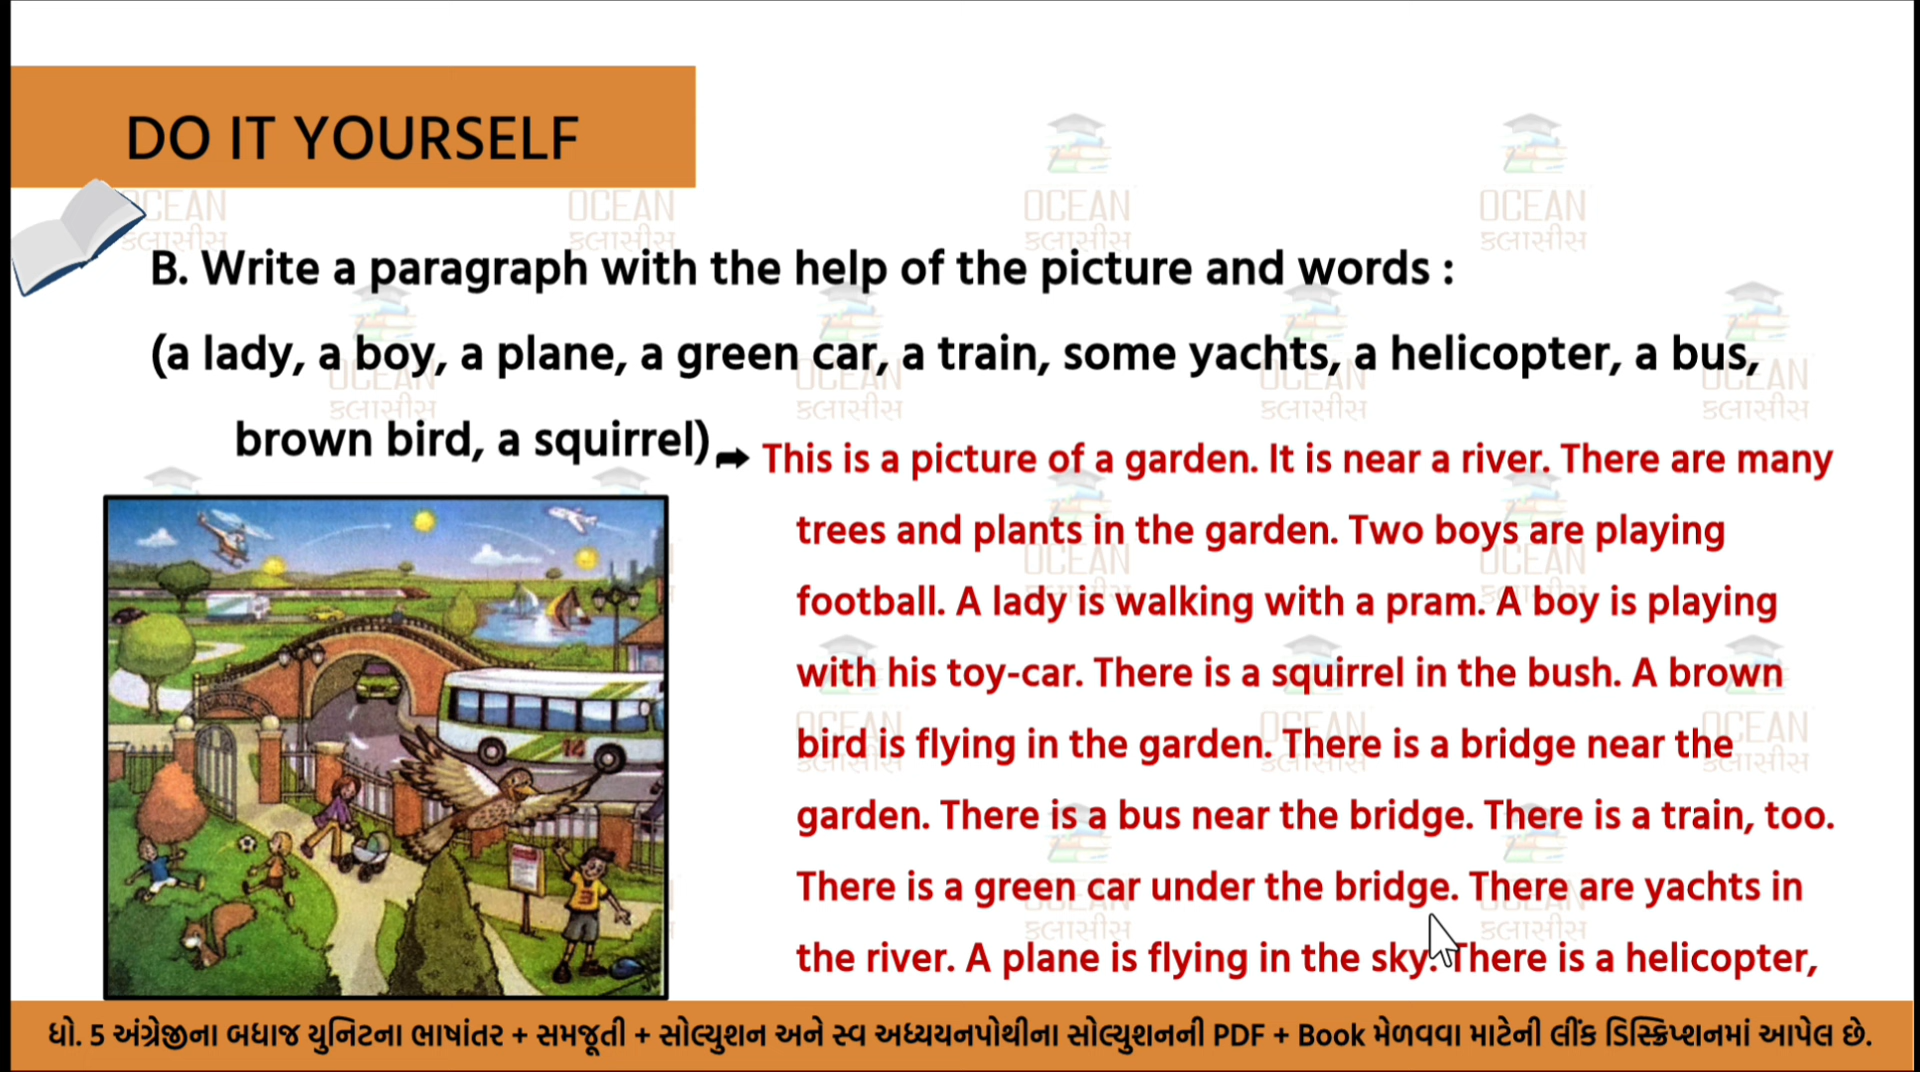 DO IT YOURSELF
OCEAN
ક્લાસીસ
B. Write a paragraph with the help of the picture and words :
(a lady, a boy, a plane, a green car, a train, some yachts, a helicopter, a bus,
brown bird, a squirrel)
➡ This is a picture of a garden. It is near a river. There are many
trees and plants in the garden. Two boys are playing
football. A lady is walking with a pram. A boy is playing
with his toy-car. There is a squirrel in the bush. A brown
bird is flying in the garden. There is a bridge near the
garden. There is a bus near the bridge. There is a train, too.
There is a green car under the bridge. There are yachts in
the river. A plane is flying in the sky. There is a helicopter,
14
3
ધો. 5 અંગ્રેજીના બધાજ યુનિટના ભાષાંતર + સમજૂતી + સોલ્યુશન અને સ્વ અધ્યયનપોથીના સોલ્યુશનની PDF + Book મેળવવા માટેની લીંક ડિસ્ક્રિપ્શનમાં આપેલ છે.